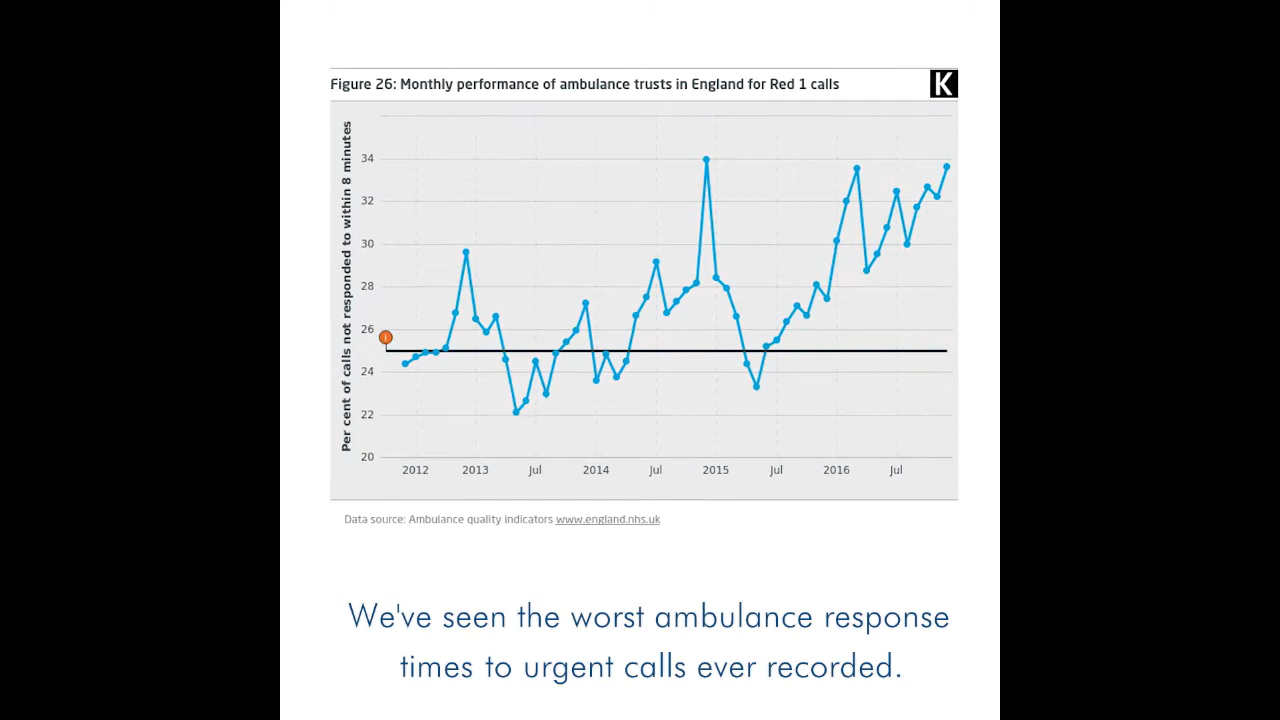 Figure 26: Monthly performance of ambulance trusts in England for Red 1 calls
K
Per cent of calls not responded to within 8 minutes
34
32
30
28
26
24
22
20
i
2012 2013 Jul 2014 Jul 2015 Jul 2016 Jul
Data source: Ambulance quality indicators www.england.nhs.uk
We've seen the worst ambulance response
times to urgent calls ever recorded.